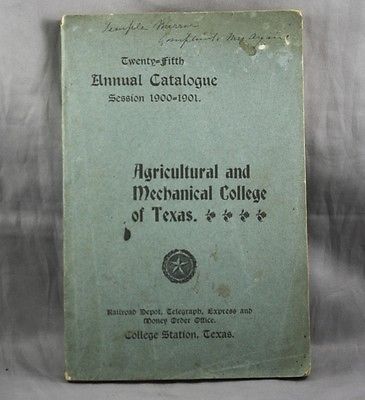 Temple
Twenty=Fifth
Annual Catalogue
Session 1900=1901.
Agricultural and
Mechanical College
of Texas.
Railroad Depot, Telegraph, Express and
Money Order Office.
College Station, Texas.